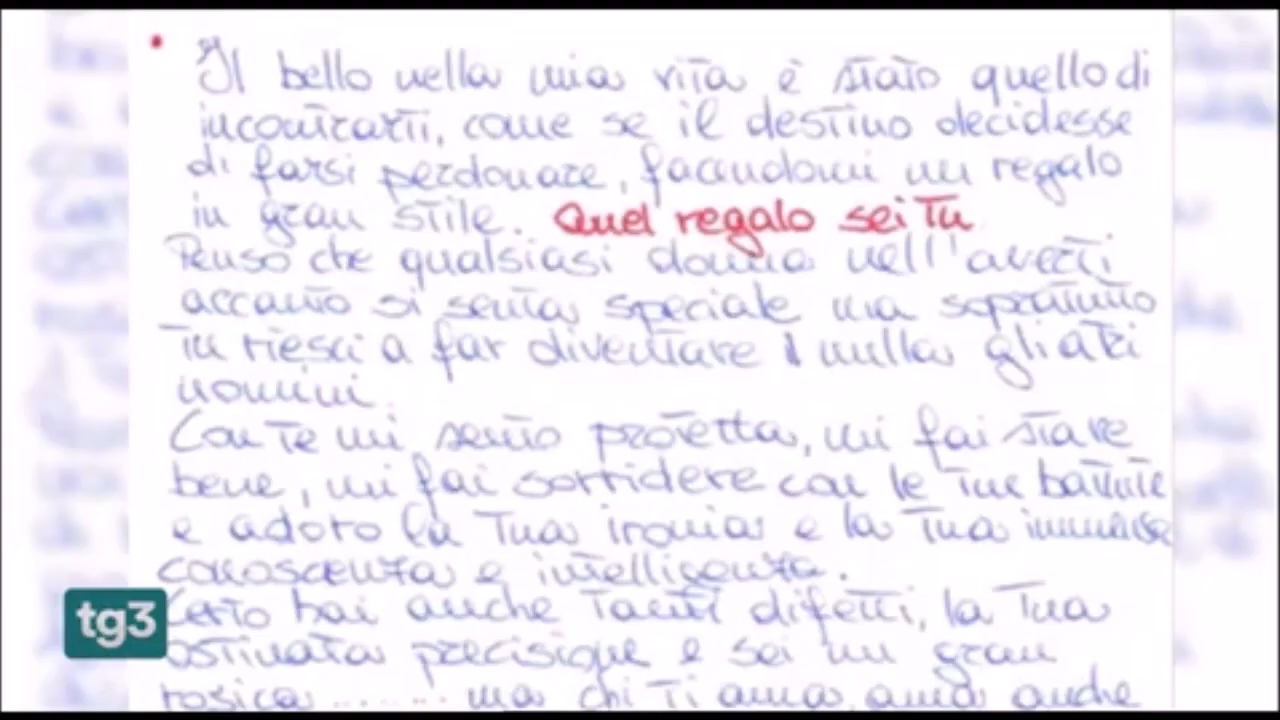 Il bello nella mia vita è stato quello di
incontrarti, come se il destino decidesse
di farsi perdonare, facendomi un regalo
in gran stile. Quel regalo sei Tu
Penso che qualsiasi donna nell'averti
accanto si senta speciale ma sopratutto
Tu riesci a far diventare nulla gli altri
uomini.
Con Te mi sento protetta, mi fai stare
bene, mi fai sorridere con le Tue battute
e adoro la Tua ironia e la Tua immensa
conoscenza e intelligenza.
Certo hai anche Tanti difetti, la Tua
ostinata precisione e sei un gran
rosica....... ma chi Ti ama, ama anche
tg3